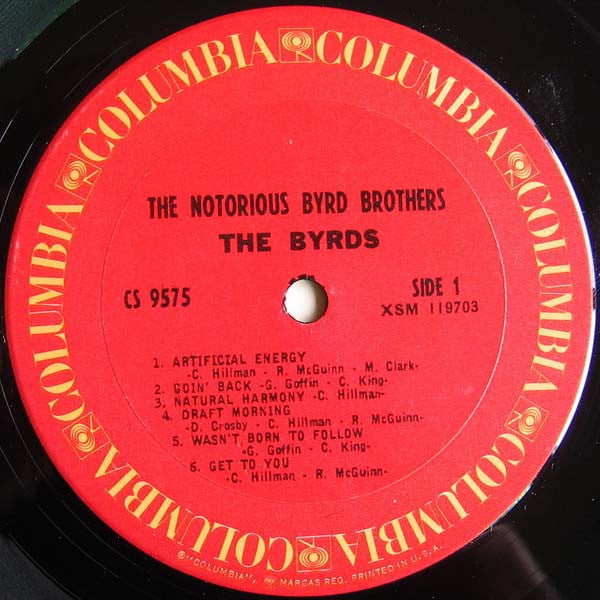 COLUMBIA COLUMBIA COLUMBIA COLUMBIA COLUMBIA COLUMBIA
THE NOTORIOUS BYRD BROTHERS
THE BYRDS
CS 9575
SIDE 1
XSM 119703
1. ARTIFICIAL ENERGY
-C. Hillman - R. McGuinn - M. Clark-
2. GOIN' BACK -G. Goffin - C. King-
3. NATURAL HARMONY -C. Hillman-
4. DRAFT MORNING
-D. Crosby - C. Hillman - R. McGuinn-
5. WASN'T BORN TO FOLLOW
-G. Goffin - C. King-
6. GET TO YOU
-C. Hillman - R. McGuinn-
®"COLUMBIA", MARCAS REG. PRINTED IN U.S.A.